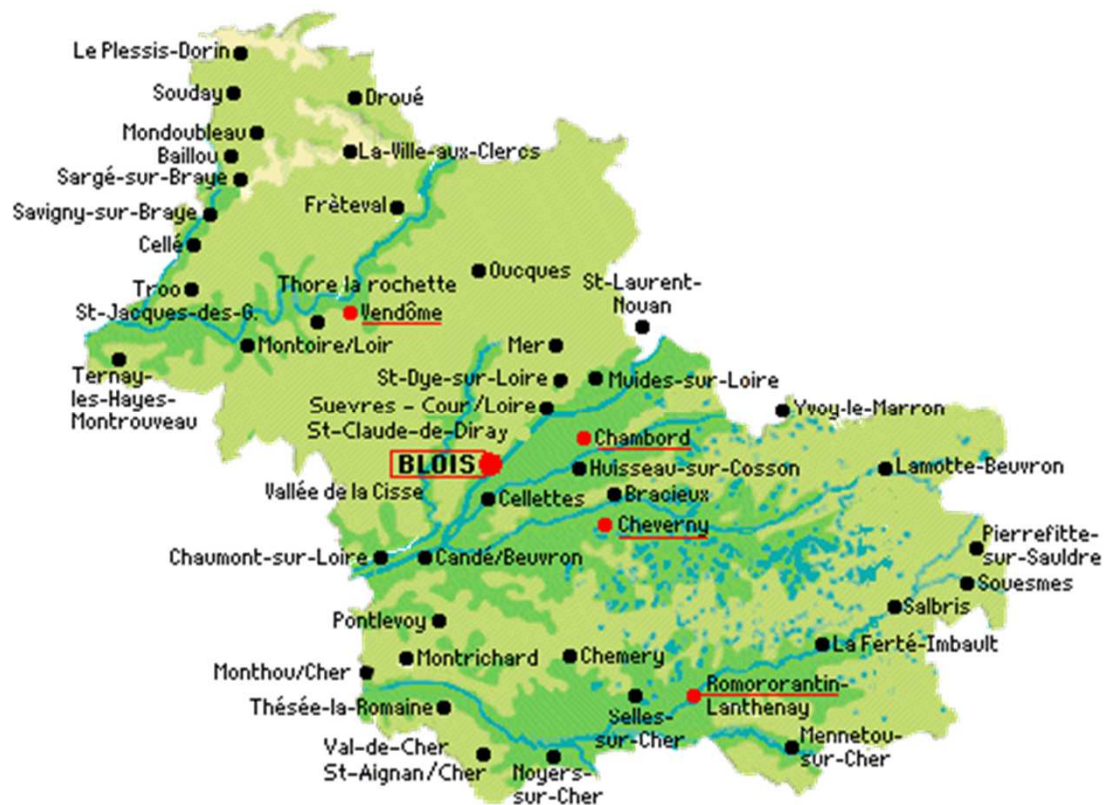 Le Plessis-Dorin
Souday
Droué
Mondoubleau
Baillou
La-Ville-aux-Clercs
Sargé-sur-Braye
Savigny-sur-Braye
Frèteval
Cellé
Oucques
St-Laurent-
Nouan
Troo
Thore la rochette
St-Jacques-des-G.
Vendôme
Montoire/Loir
Mer
Ternay-
les-Hayes-
Montrouveau
St-Dye-sur-Loire
Muides-sur-Loire
Suevres - Cour/Loire
Yvoy-le-Marron
St-Claude-de-Diray
Chambord
BLOIS
Huisseau-sur-Cosson
Lamotte-Beuvron
Vallée de la Cisse
Cellettes
Bracieux
Cheverny
Pierrefitte-
sur-Sauldre
Chaumont-sur-Loire
Candé/Beuvron
Souesmes
Salbris
Pontlevoy
La Ferté-Imbault
Montrichard
Chemery
Monthou/Cher
Romororantin-
Lanthenay
Thésée-la-Romaine
Selles-
sur-Cher
Val-de-Cher
St-Aignan/Cher
Noyers-
sur-Cher
Mennetou-
sur-Cher